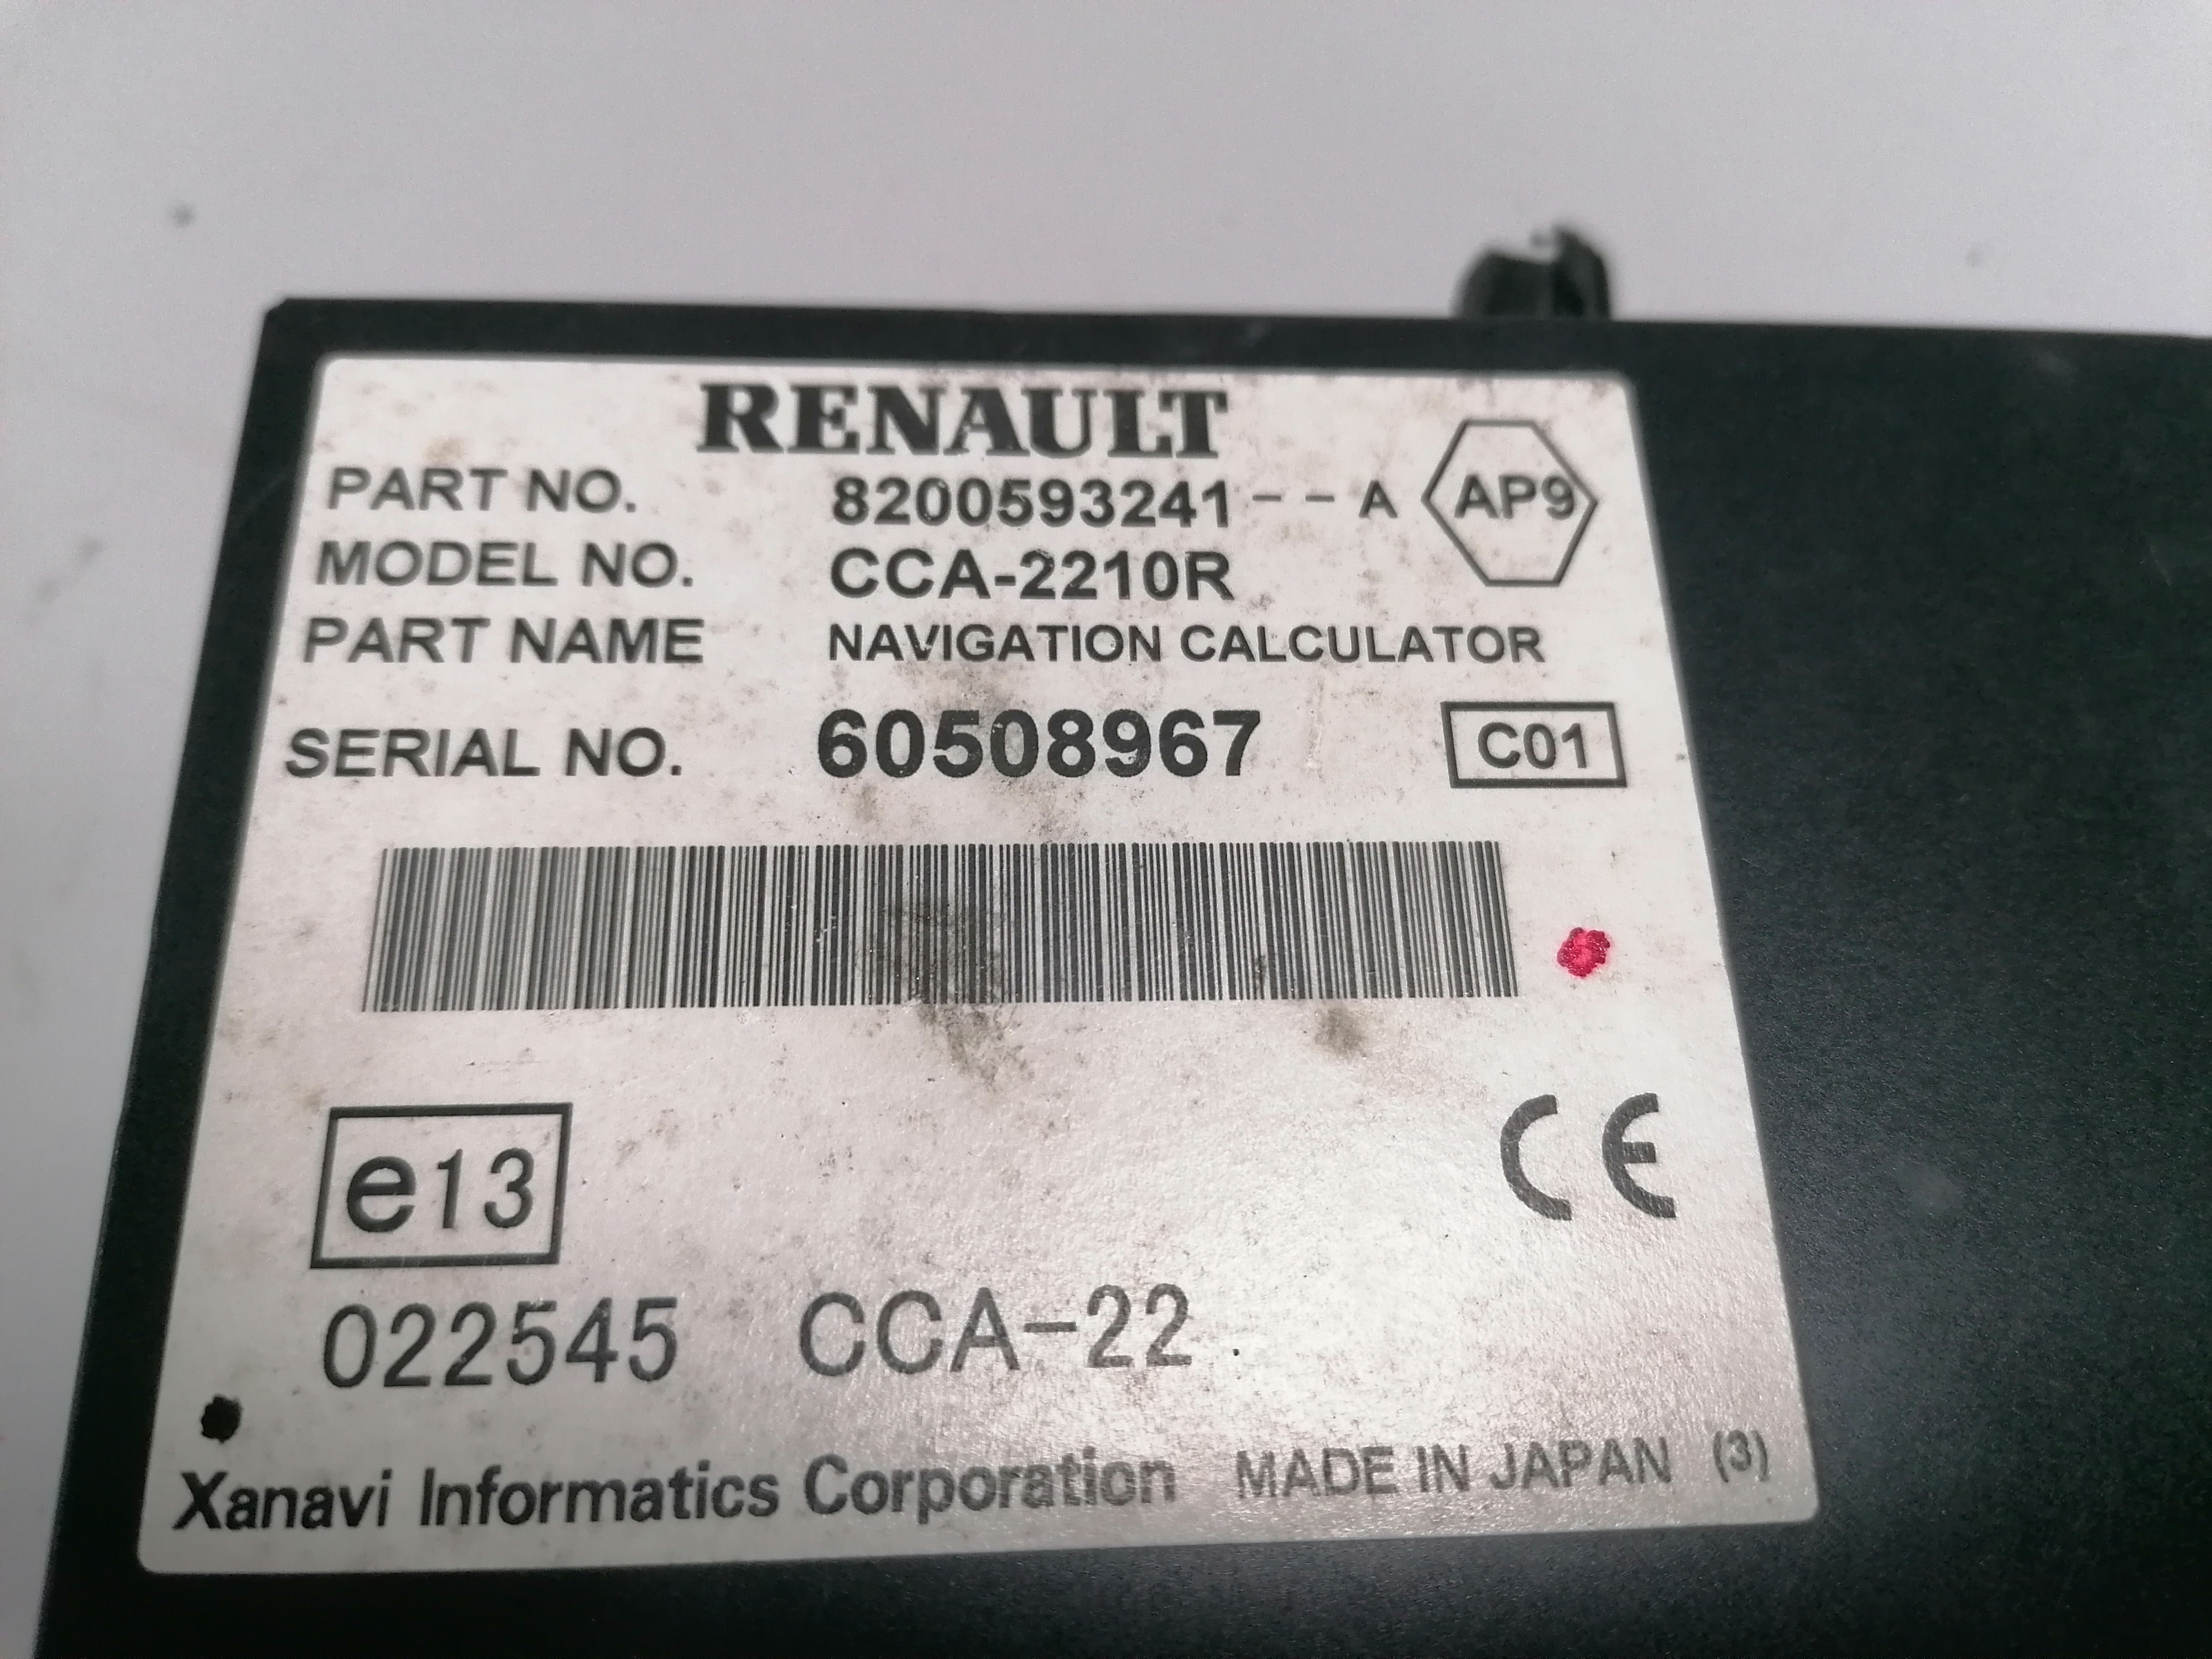 RENAULT
PART NO. 8200593241--A AP9
MODEL NO. CCA-2210R
PART NAME NAVIGATION CALCULATOR
SERIAL NO. 60508967 C01
e13 CE
022545 CCA-22
Xanavi Informatics Corporation MADE IN JAPAN (3)